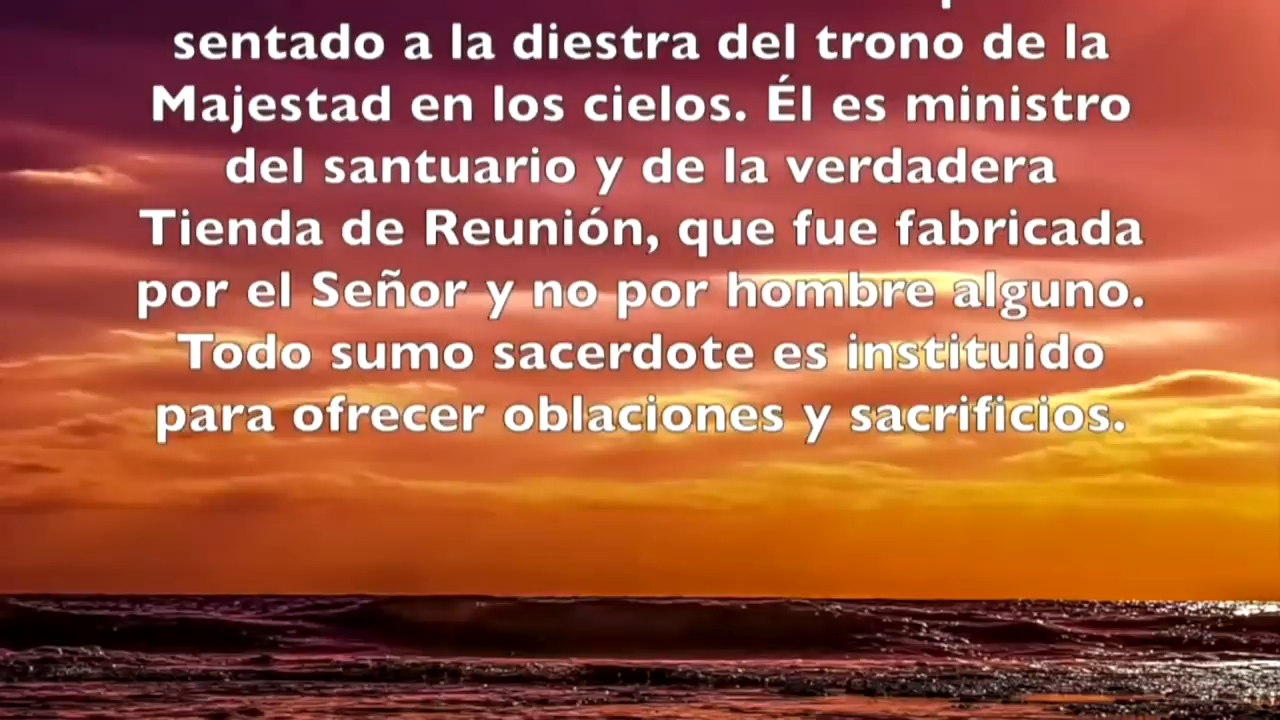 sentado a la diestra del trono de la
Majestad en los cielos. Él es ministro
del santuario y de la verdadera
Tienda de Reunión, que fue fabricada
por el Señor y no por hombre alguno.
Todo sumo sacerdote es instituido
para ofrecer oblaciones y sacrificios.